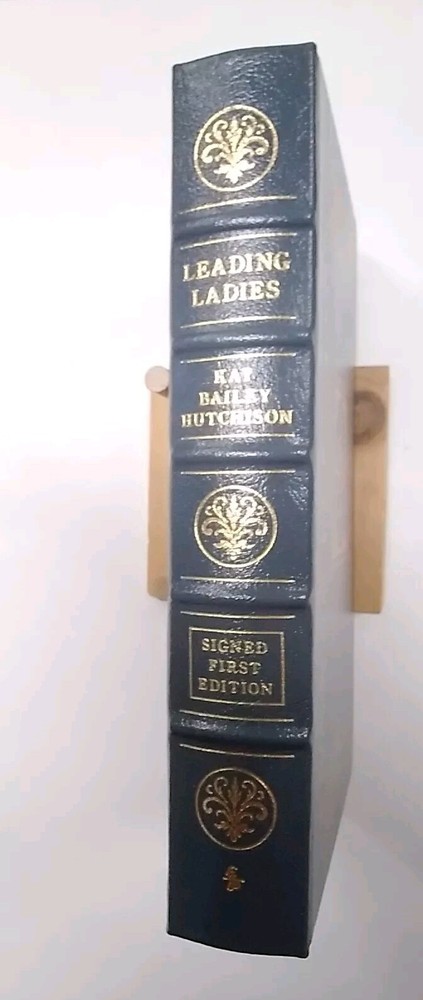 LEADING
LADIES
KAY
BAILEY
HUTCHISON
SIGNED
FIRST
EDITION